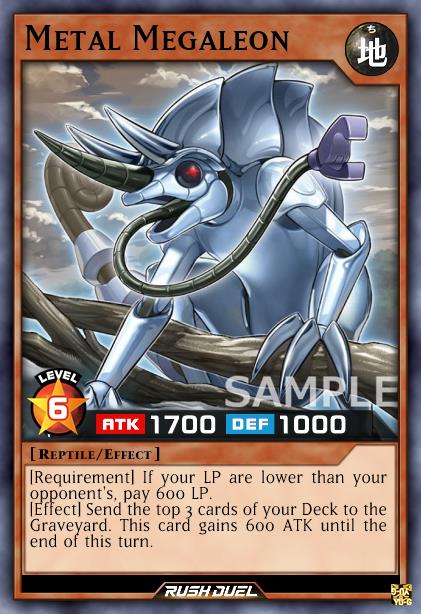 METAL MEGALEON
ち
地
SAMPLE
LEVEL
6
ATK 1700 DEF 1000
[ REPTILE/EFFECT ]
[Requirement] If your LP are lower than your
opponent's, pay 600 LP.
[Effect] Send the top 3 cards of your Deck to the
Graveyard. This card gains 600 ATK until the
end of this turn.
RUSH DUEL